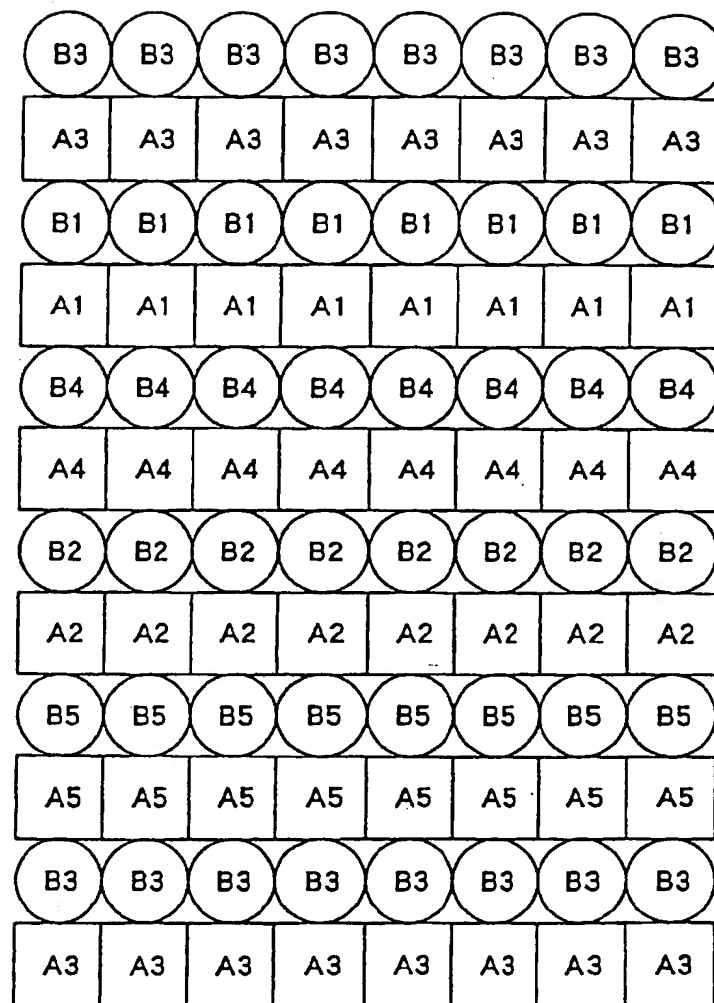 B3 B3 B3 B3 B3 B3 B3 B3
A3 A3 A3 A3 A3 A3 A3 A3
B1 B1 B1 B1 B1 B1 B1 B1
A1 A1 A1 A1 A1 A1 A1 A1
B4 B4 B4 B4 B4 B4 B4 B4
A4 A4 A4 A4 A4 A4 A4 A4
B2 B2 B2 B2 B2 B2 B2 B2
A2 A2 A2 A2 A2 A2 A2 A2
B5 B5 B5 B5 B5 B5 B5 B5
A5 A5 A5 A5 A5 A5 A5 A5
B3 B3 B3 B3 B3 B3 B3 B3
A3 A3 A3 A3 A3 A3 A3 A3